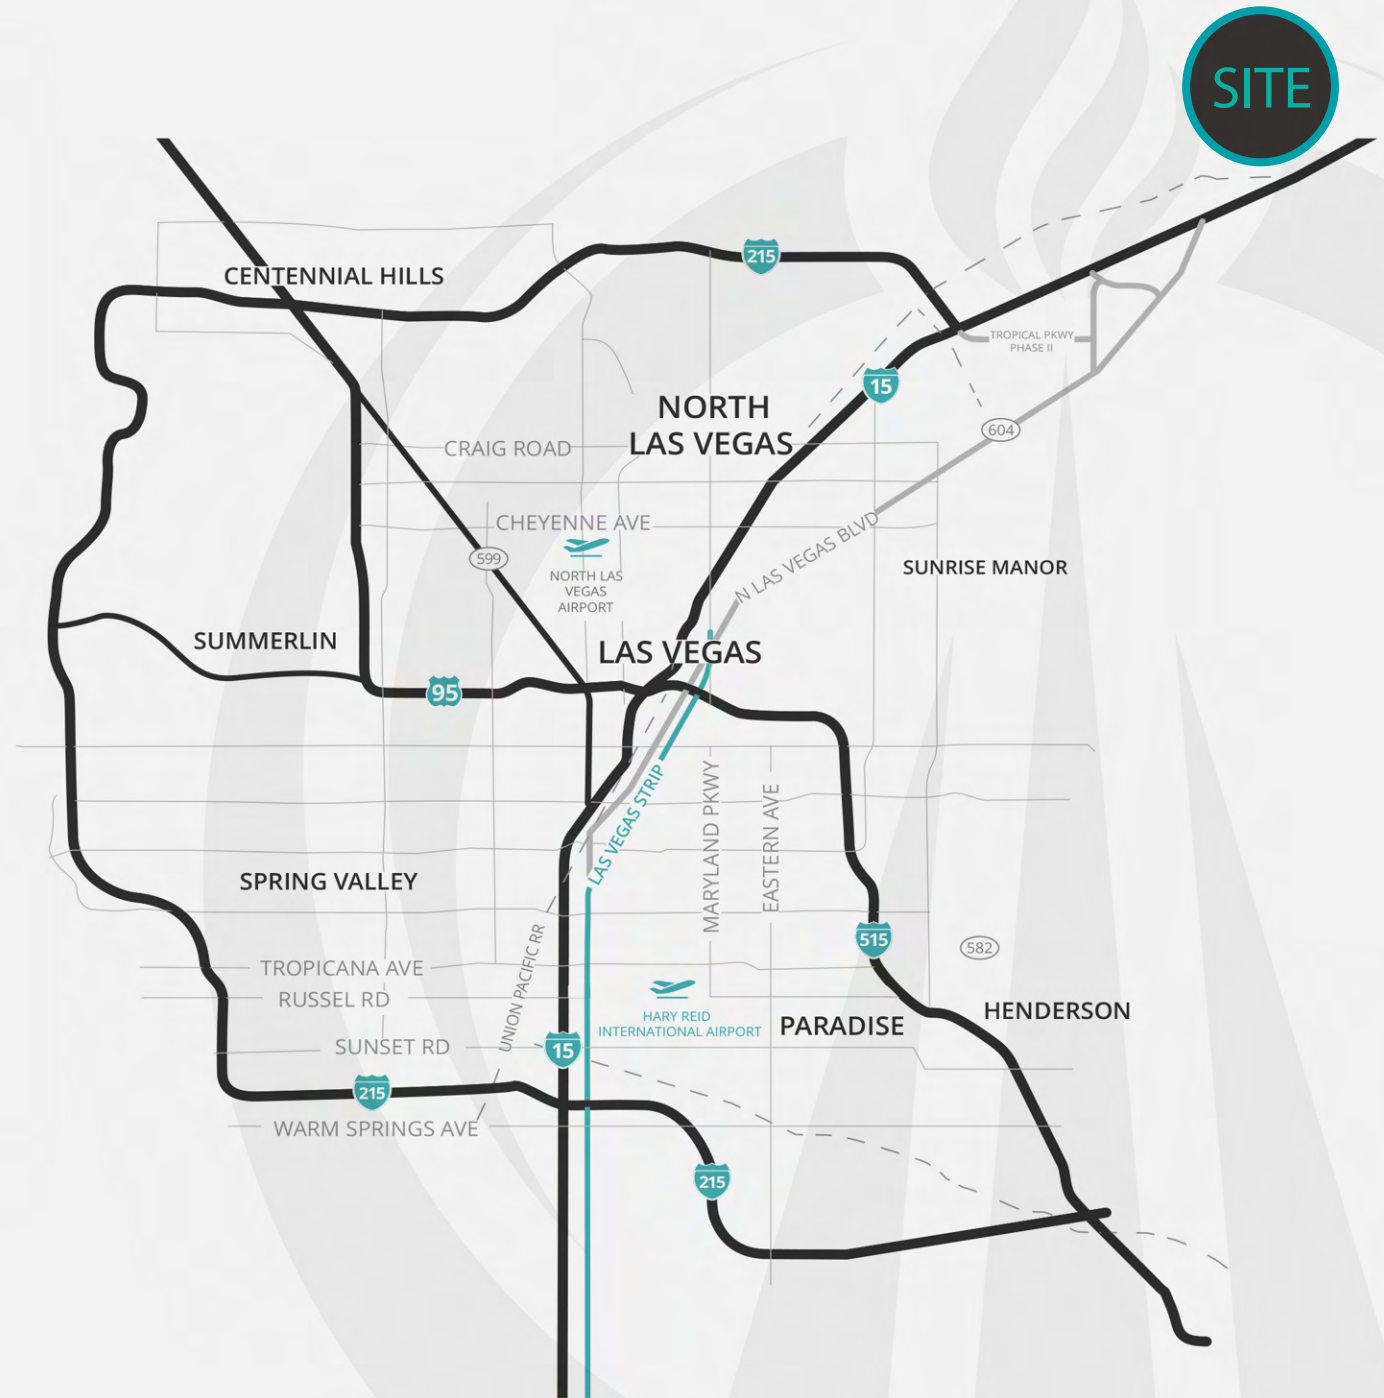 SITE
215
CENTENNIAL HILLS
TROPICAL PKWY
PHASE II
15
NORTH
LAS VEGAS
604
CRAIG ROAD
CHEYENNE AVE
N LAS VEGAS BLVD
599
SUNRISE MANOR
NORTH LAS
VEGAS
AIRPORT
SUMMERLIN
LAS VEGAS
95
LAS VEGAS STRIP
MARYLAND PKWY
EASTERN AVE
SPRING VALLEY
515
582
UNION PACIFIC RR
TROPICANA AVE
RUSSEL RD
HARY REID
INTERNATIONAL AIRPORT
PARADISE
HENDERSON
SUNSET RD
15
215
WARM SPRINGS AVE
215